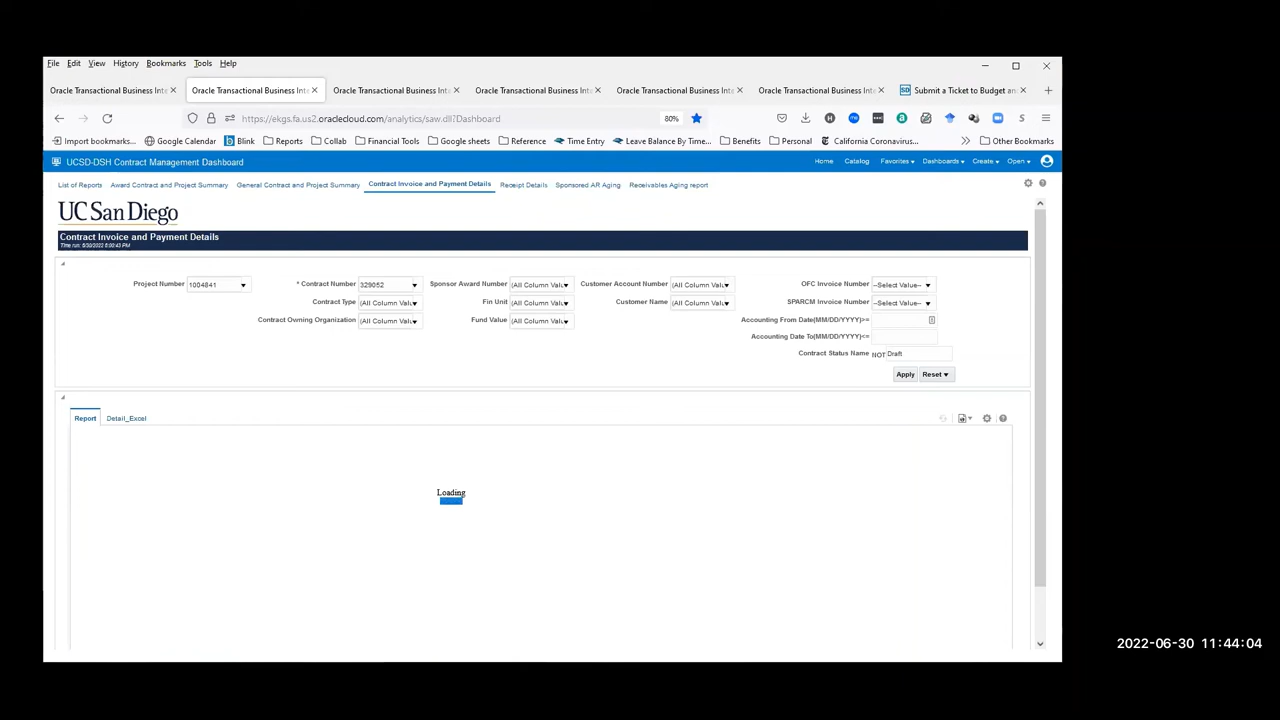 File Edit View History Bookmarks Tools Help
Oracle Transactional Business Inte Oracle Transactional Business Inte Oracle Transactional Business Inte Oracle Transactional Business Inte Oracle Transactional Business Inte Oracle Transactional Business Inte Submit a Ticket to Budget an
https://ekgs.fa.us2.oraclecloud.com/analytics/saw.dll?Dashboard 80%
Import bookmarks... Google Calendar Blink Reports Collab Financial Tools Google sheets Reference Time Entry Leave Balance By Time... Benefits Personal California Coronavirus... Other Bookmarks
UCSD-DSH Contract Management Dashboard Home Catalog Favorites Dashboards Create Open
List of Reports Award Contract and Project Summary General Contract and Project Summary Contract Invoice and Payment Details Receipt Details Sponsored AR Aging Receivables Aging report
UC San Diego
Contract Invoice and Payment Details
Project Number 1004841 * Contract Number 329052 Sponsor Award Number (All Column Valu Customer Account Number (All Column Valu OFC Invoice Number --Select Value--
Contract Type (All Column Valu Fin Unit (All Column Valu Customer Name (All Column Valu SPARCM Invoice Number --Select Value--
Contract Owning Organization (All Column Valu Fund Value (All Column Valu Accounting From Date(MM/DD/YYYY)>=
Accounting Date To(MM/DD/YYYY)<=
Contract Status Name NOT Draft
Apply Reset
Report Detail_Excel
Loading
2022-06-30 11:44:04